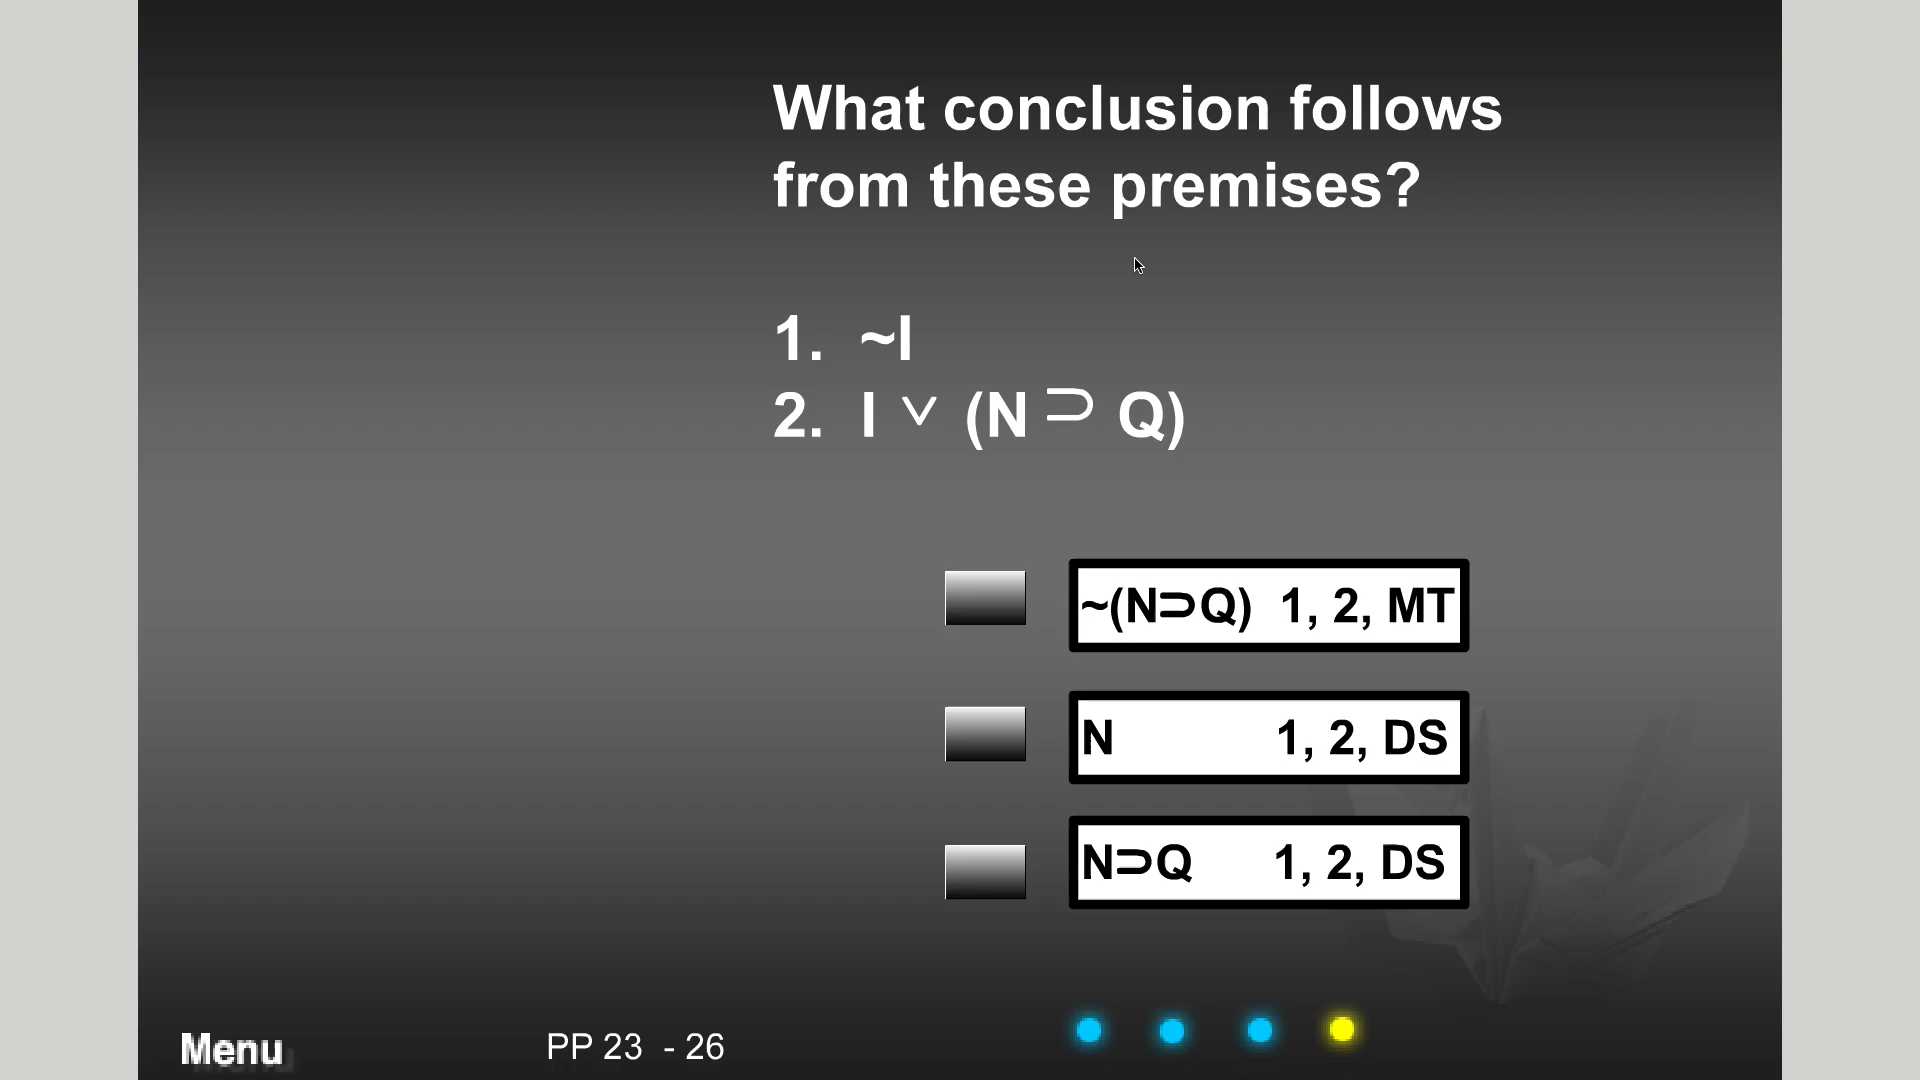 What conclusion follows
from these premises?
1. ~I
2. I ∨ (N ⊃ Q)
~(N⊃Q) 1, 2, MT
N 1, 2, DS
N⊃Q 1, 2, DS
Menu
PP 23 - 26